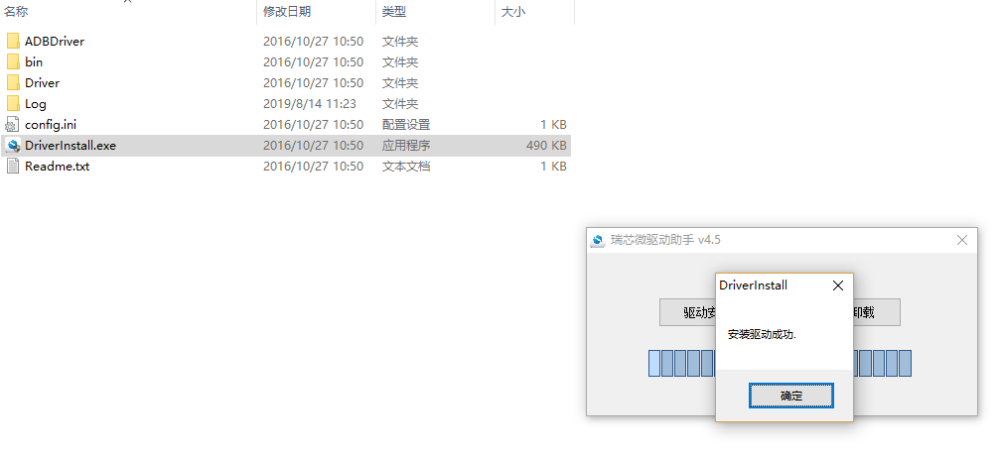 名称 修改日期 类型 大小
ADBDriver 2016/10/27 10:50 文件夹
bin 2016/10/27 10:50 文件夹
Driver 2016/10/27 10:50 文件夹
Log 2019/8/14 11:23 文件夹
config.ini 2016/10/27 10:50 配置设置 1 KB
DriverInstall.exe 2016/10/27 10:50 应用程序 490 KB
Readme.txt 2016/10/27 10:50 文本文档 1 KB
瑞芯微驱动助手 v4.5
DriverInstall
驱动安 卸载
安装驱动成功.
确定